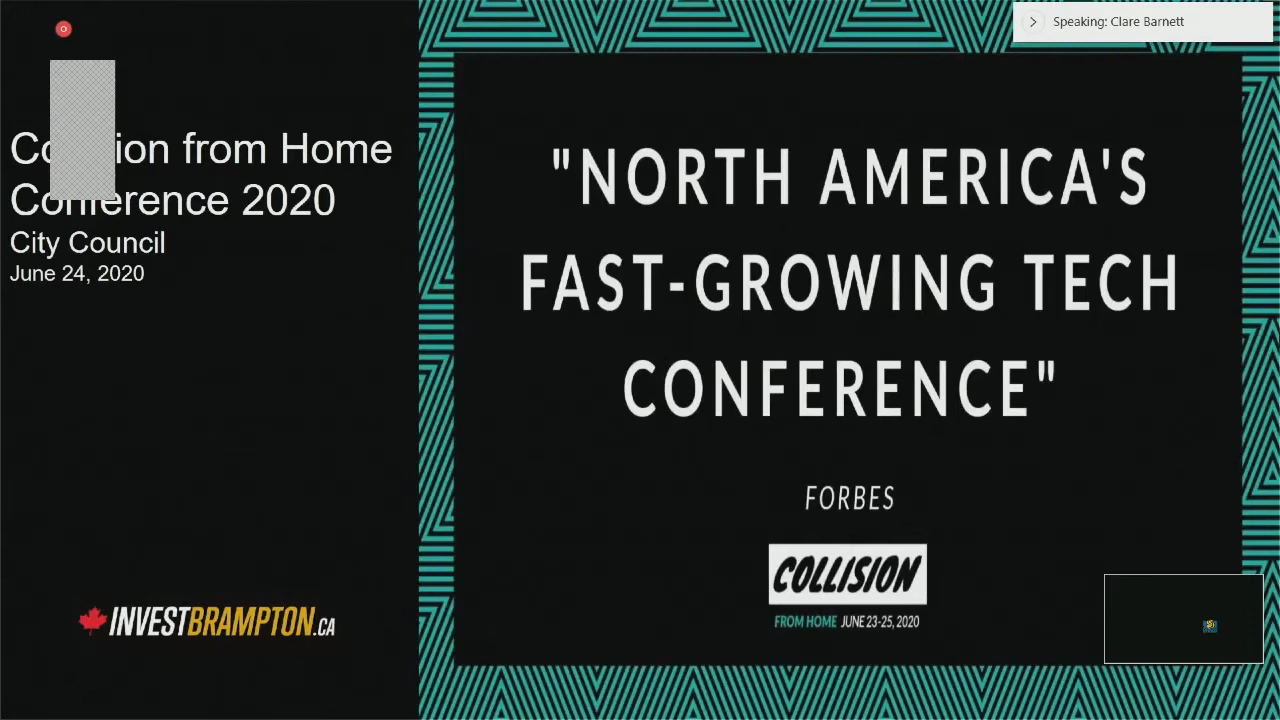 Speaking: Clare Barnett
from Home
Conference 2020
City Council
June 24, 2020
INVESTBRAMPTON.CA
"NORTH AMERICA'S
FAST-GROWING TECH
CONFERENCE"
FORBES
COLLISION
FROM HOME JUNE 23-25, 2020